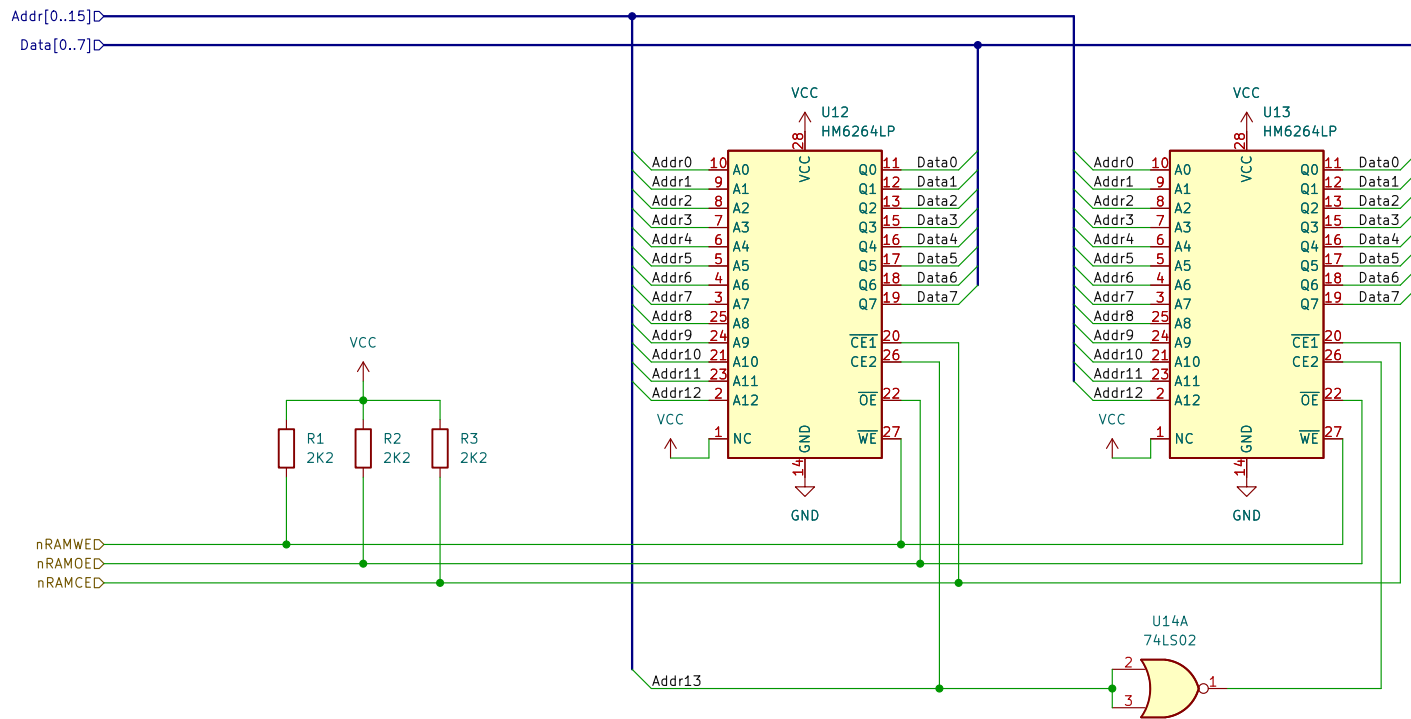 Addr[0..15]
Data[0..7]
VCC
U12
HM6264LP
28
VCC
Addr0 10 A0 Q0 11 Data0
Addr1 9 A1 Q1 12 Data1
Addr2 8 A2 Q2 13 Data2
Addr3 7 A3 Q3 15 Data3
Addr4 6 A4 Q4 16 Data4
Addr5 5 A5 Q5 17 Data5
Addr6 4 A6 Q6 18 Data6
Addr7 3 A7 Q7 19 Data7
Addr8 25 A8
Addr9 24 A9 CE1 20
Addr10 21 A10 CE2 26
Addr11 23 A11
Addr12 2 A12 OE 22
VCC
1 NC GND WE 27
14
GND
VCC
U13
HM6264LP
28
VCC
Addr0 10 A0 Q0 11 Data0
Addr1 9 A1 Q1 12 Data1
Addr2 8 A2 Q2 13 Data2
Addr3 7 A3 Q3 15 Data3
Addr4 6 A4 Q4 16 Data4
Addr5 5 A5 Q5 17 Data5
Addr6 4 A6 Q6 18 Data6
Addr7 3 A7 Q7 19 Data7
Addr8 25 A8
Addr9 24 A9 CE1 20
Addr10 21 A10 CE2 26
Addr11 23 A11
Addr12 2 A12 OE 22
VCC
1 NC GND WE 27
14
GND
VCC
R1
2K2
R2
2K2
R3
2K2
nRAMWE
nRAMOE
nRAMCE
U14A
74LS02
Addr13
2
3
1